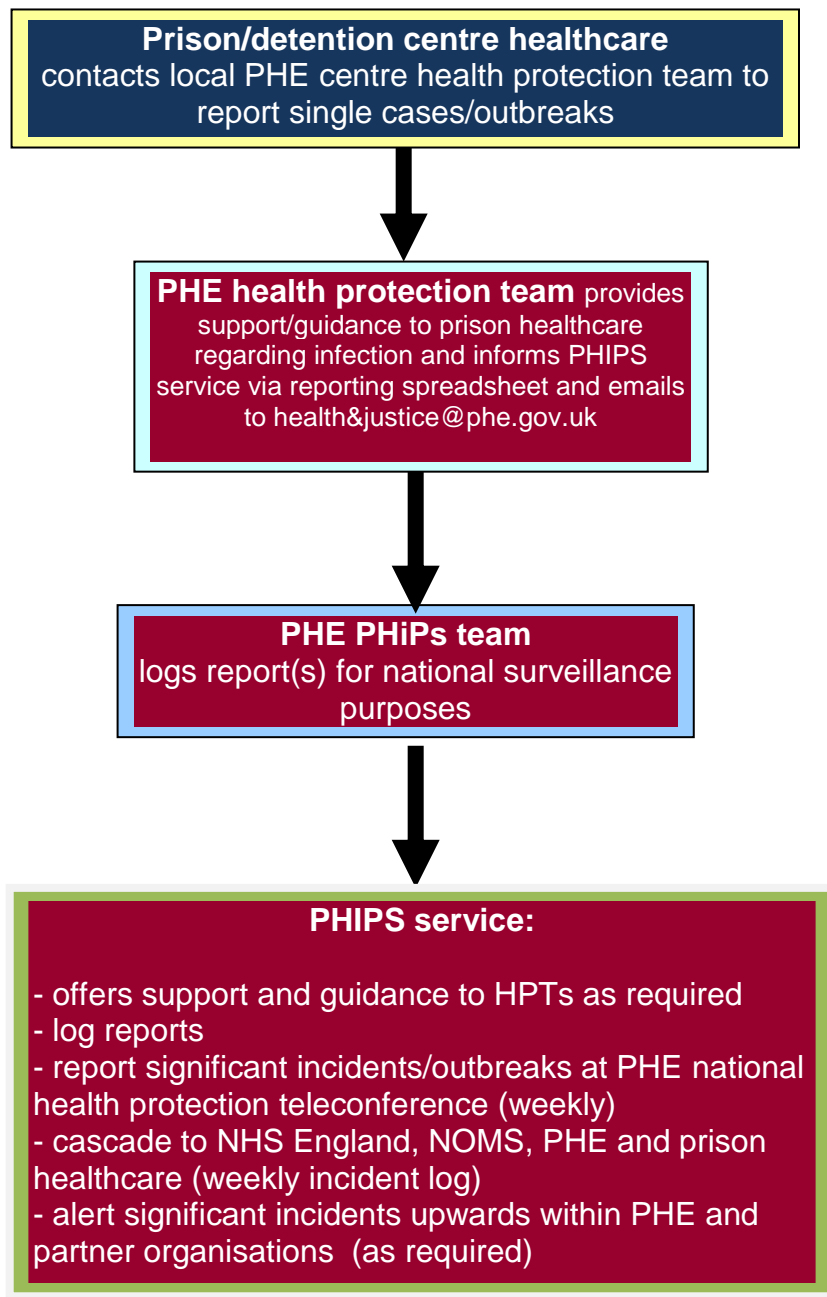 Prison/detention centre healthcare
contacts local PHE centre health protection team to
report single cases/outbreaks
PHE health protection team provides
support/guidance to prison healthcare
regarding infection and informs PHIPS
service via reporting spreadsheet and emails
to health&justice@phe.gov.uk
PHE PHiPs team
logs report(s) for national surveillance
purposes
PHIPS service:
- offers support and guidance to HPTs as required
- log reports
- report significant incidents/outbreaks at PHE national
health protection teleconference (weekly)
- cascade to NHS England, NOMS, PHE and prison
healthcare (weekly incident log)
- alert significant incidents upwards within PHE and
partner organisations  (as required)